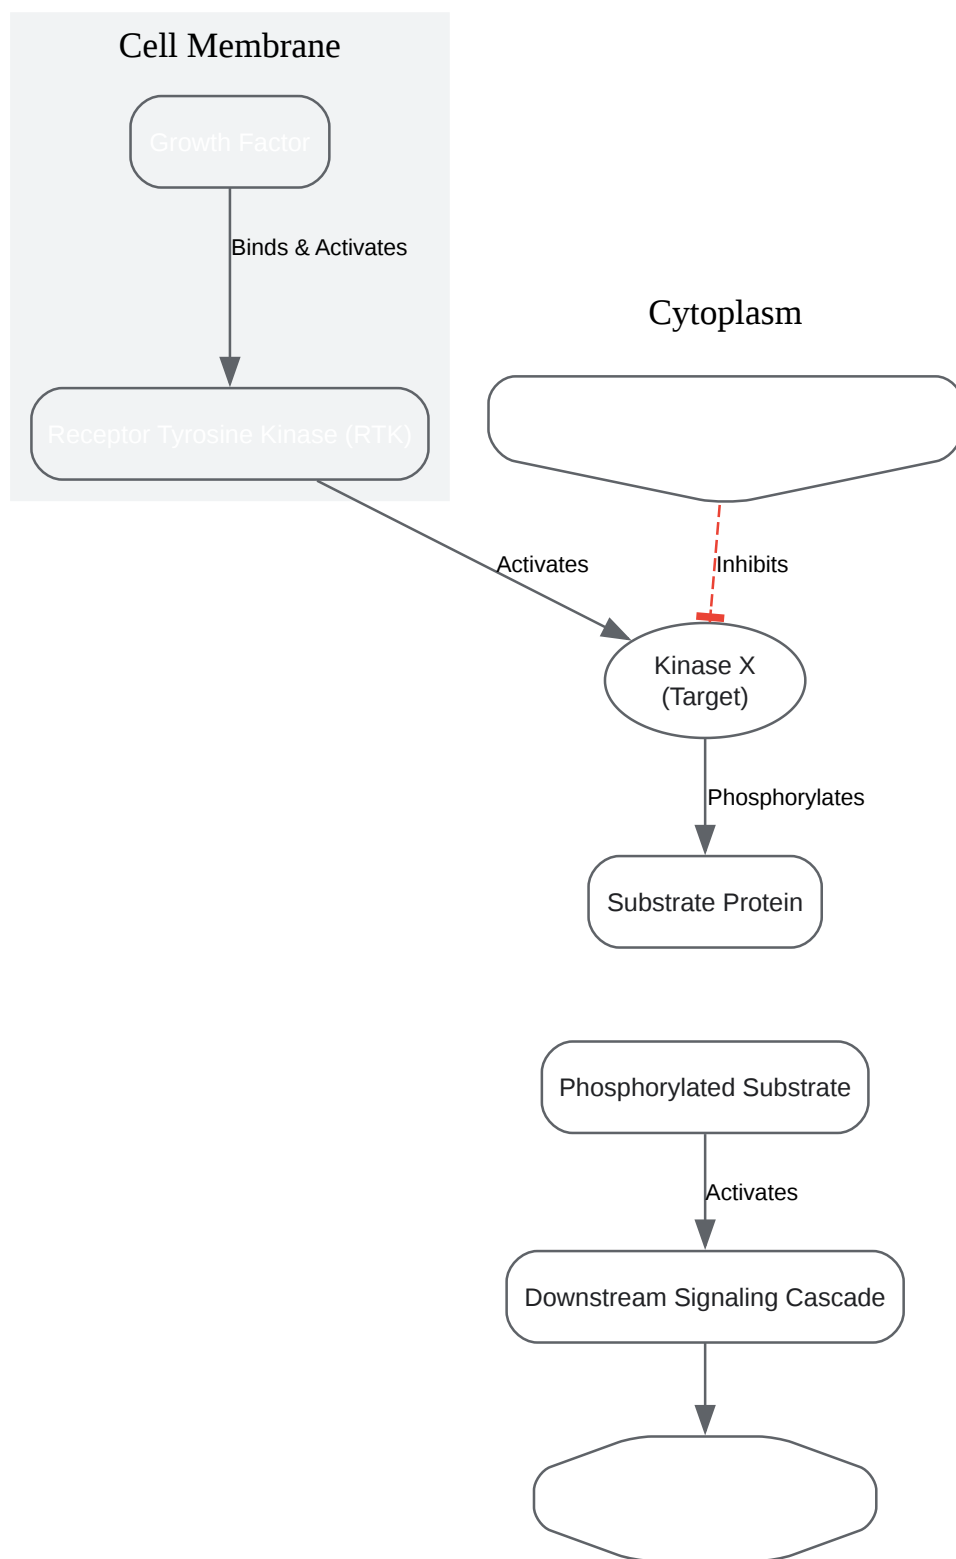 Cell Membrane
Growth Factor
Binds & Activates
Cytoplasm
Receptor Tyrosine Kinase (RTK)
Activates
Inhibits
Kinase X
(Target)
Phosphorylates
Substrate Protein
Phosphorylated Substrate
Activates
Downstream Signaling Cascade